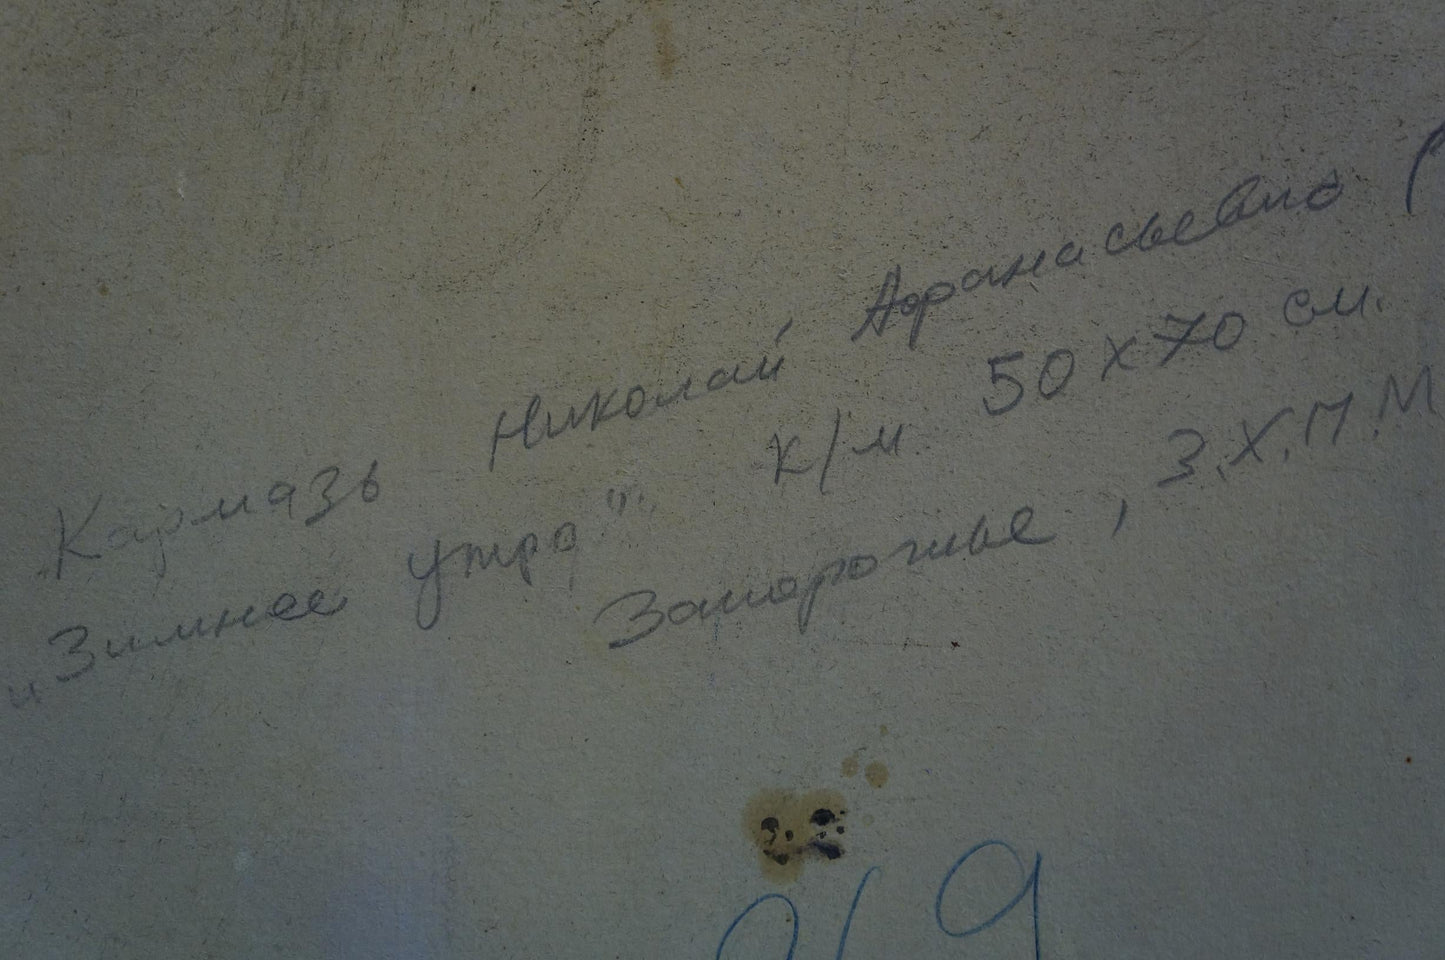 Кармазь Николай Афанасьевич (
„Зимнее утро". к/м 50х70 см.
Запорожье, З.Х.П.М